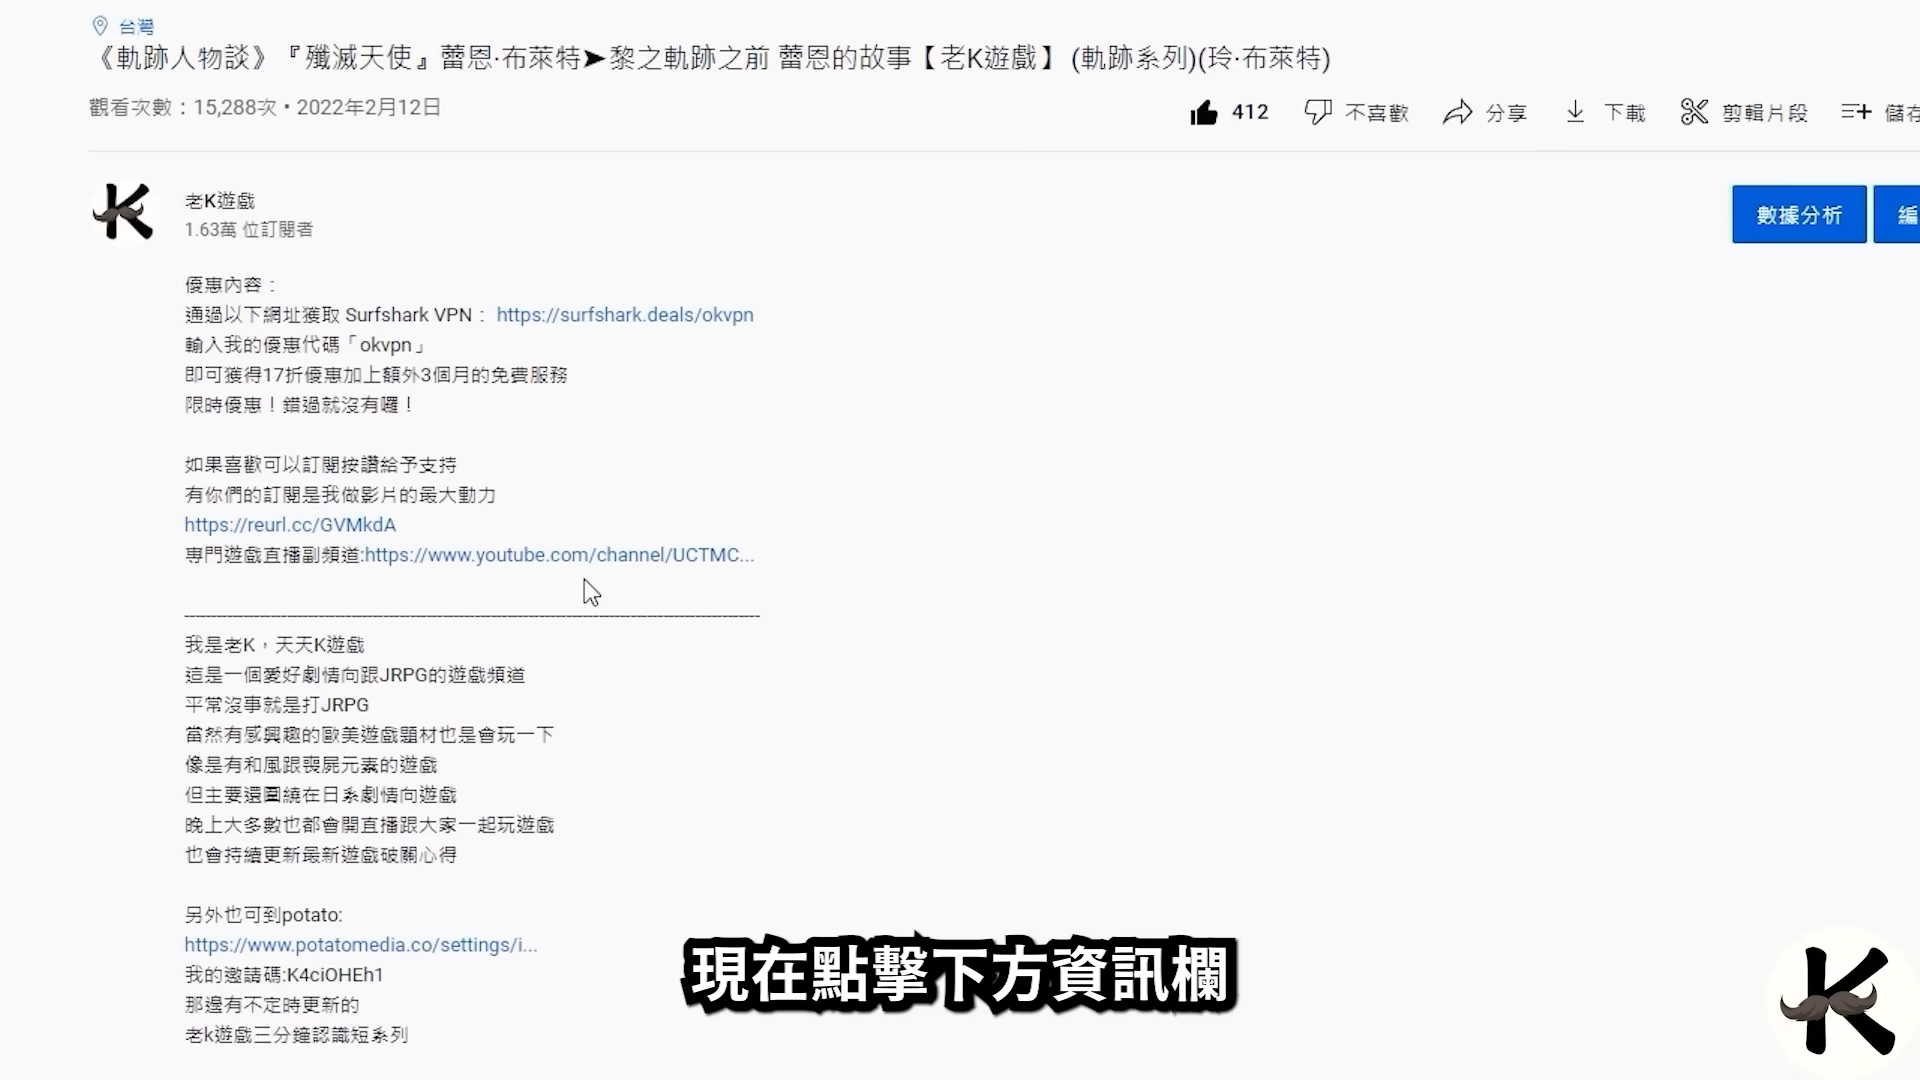 台灣
《軌跡人物談》『殲滅天使』蕾恩·布萊特➤黎之軌跡之前 蕾恩的故事【老K遊戲】 (軌跡系列)(玲·布萊特)
觀看次數：15,288次 • 2022年2月12日
412 不喜歡 分享 下載 剪輯片段 儲存
K
老K遊戲
1.63萬 位訂閱者
數據分析 編
優惠內容：
通過以下網址獲取 Surfshark VPN： https://surfshark.deals/okvpn
輸入我的優惠代碼「okvpn」
即可獲得17折優惠加上額外3個月的免費服務
限時優惠！錯過就沒有囉！
如果喜歡可以訂閱按讚給予支持
有你們的訂閱是我做影片的最大動力
https://reurl.cc/GVMkdA
專門遊戲直播副頻道:https://www.youtube.com/channel/UCTMC...
------------------------------------------------------------
我是老K，天天K遊戲
這是一個愛好劇情向跟JRPG的遊戲頻道
平常沒事就是打JRPG
當然有感興趣的歐美遊戲題材也是會玩一下
像是有和風跟喪屍元素的遊戲
但主要還圍繞在日系劇情向遊戲
晚上大多數也都會開直播跟大家一起玩遊戲
也會持續更新最新遊戲破關心得
另外也可到potato:
https://www.potatomedia.co/settings/i...
我的邀請碼:K4ciOHEh1
那邊有不定時更新的
老k遊戲三分鐘認識短系列
現在點擊下方資訊欄
K